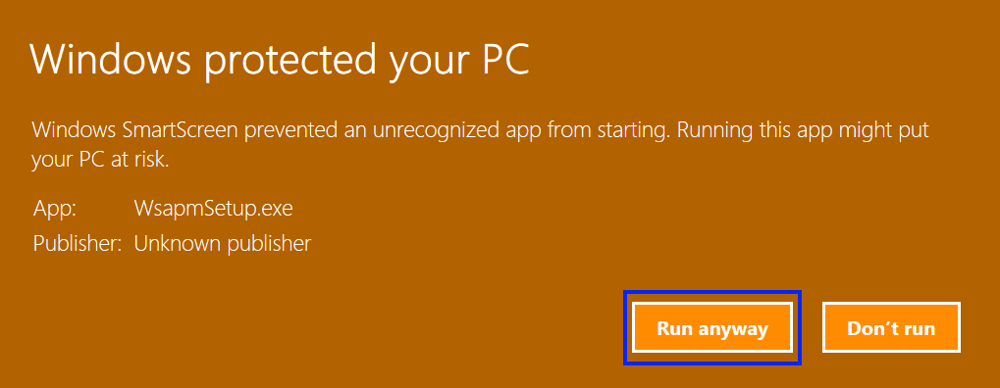 Windows protected your PC
Windows SmartScreen prevented an unrecognized app from starting. Running this app might put
your PC at risk.
App: WsapmSetup.exe
Publisher: Unknown publisher
Run anyway Don’t run